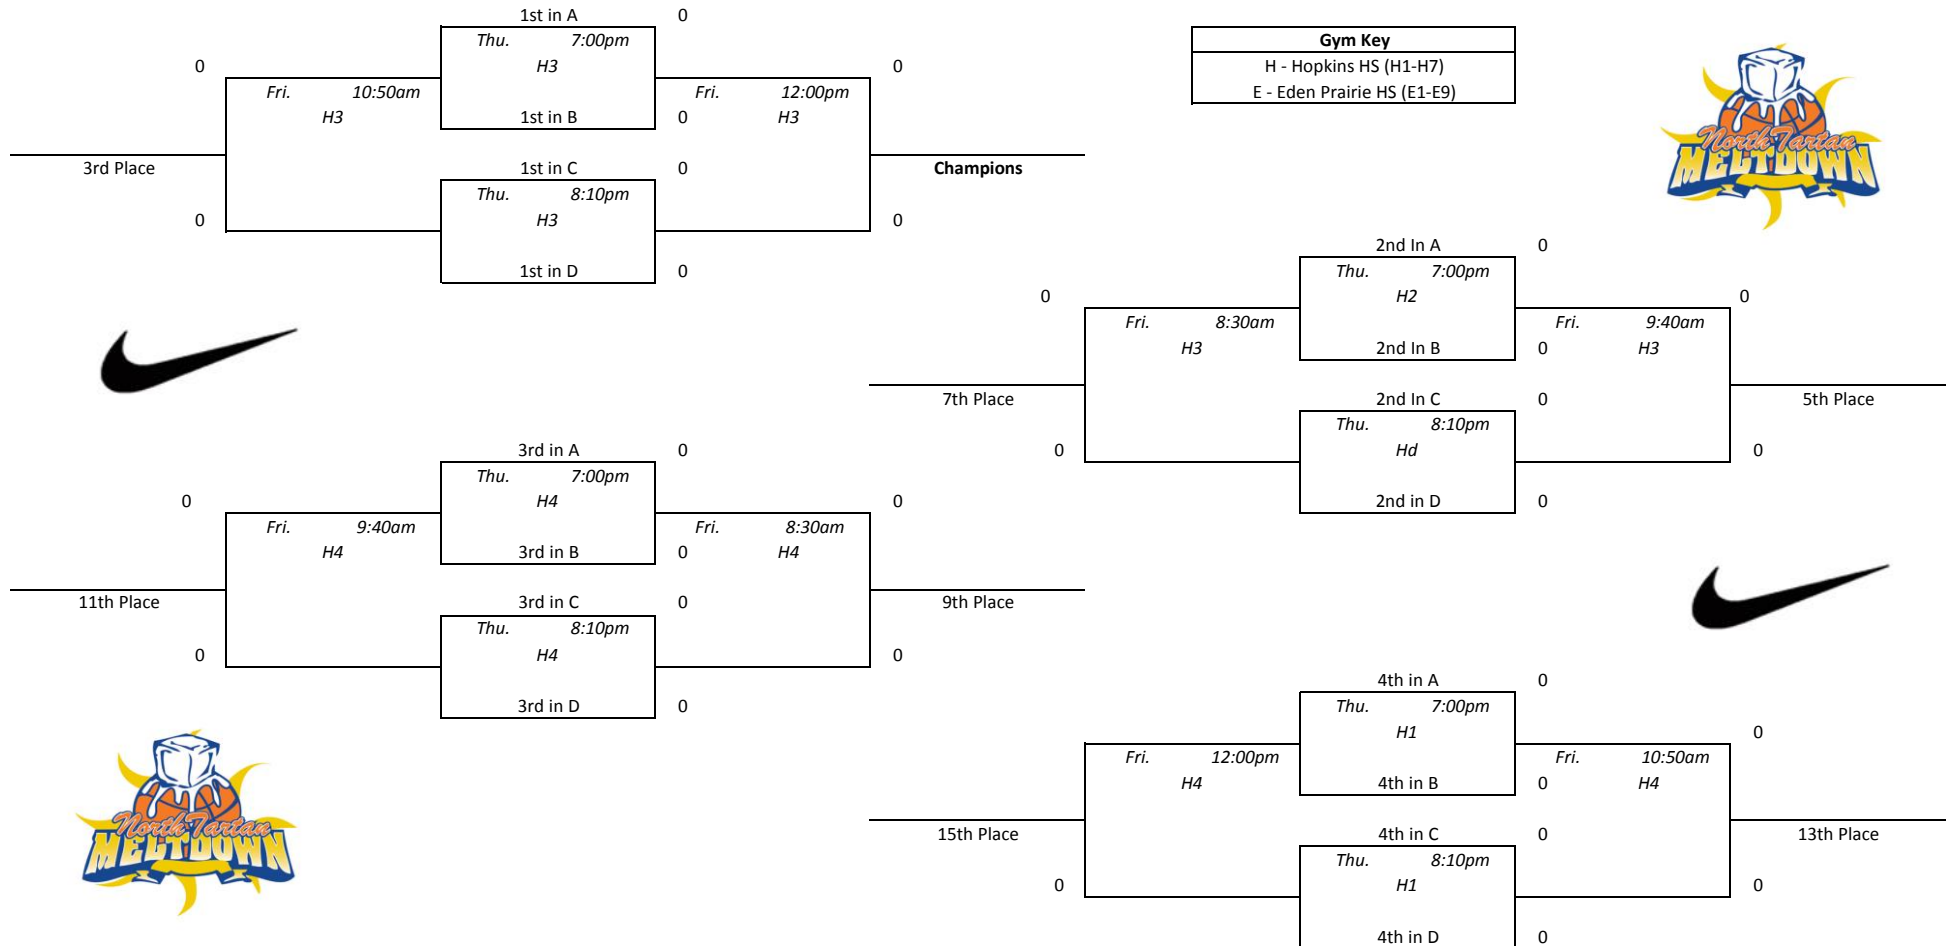 1st in A 0
Thu. 7:00pm
H3
1st in B 0
1st in C 0
Thu. 8:10pm
H3
1st in D 0
0 0
Fri. 10:50am
H3
3rd Place
0 0
Fri. 12:00pm
H3
Champions
Gym Key
H - Hopkins HS (H1-H7)
E - Eden Prairie HS (E1-E9)
North Tartan
MELTDOWN
2nd In A 0
Thu. 7:00pm
H2
2nd In B 0
2nd In C 0
Thu. 8:10pm
Hd
2nd in D 0
0 0
Fri. 8:30am
H3
7th Place
0 0
Fri. 9:40am
H3
5th Place
3rd in A 0
Thu. 7:00pm
H4
3rd in B 0
3rd in C 0
Thu. 8:10pm
H4
3rd in D 0
0 0
Fri. 9:40am
H4
11th Place
0 0
Fri. 8:30am
H4
9th Place
4th in A 0
Thu. 7:00pm
H1
4th in B 0
4th in C 0
Thu. 8:10pm
H1
4th in D 0
0
Fri. 12:00pm
H4
15th Place
0 0
Fri. 10:50am
H4
13th Place
North Tartan
MELTDOWN